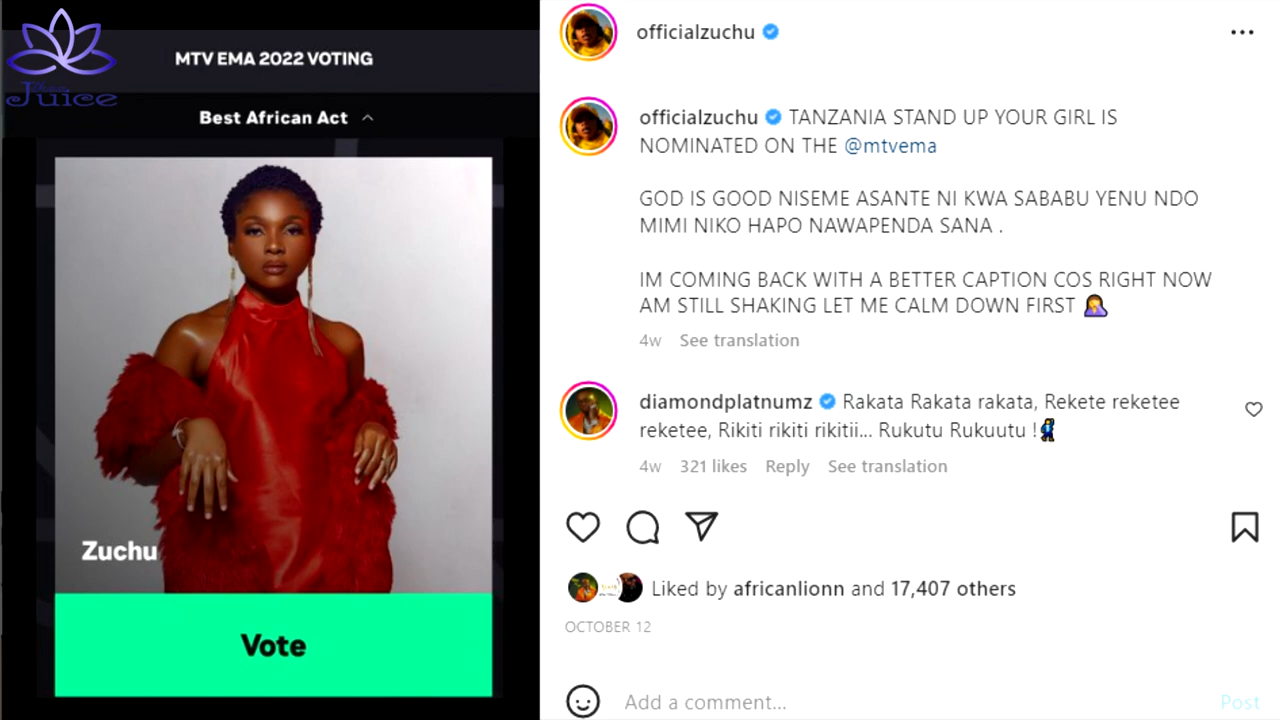 Juice
MTV EMA 2022 VOTING
Best African Act
Zuchu
Vote
officialzuchu
officialzuchu TANZANIA STAND UP YOUR GIRL IS
NOMINATED ON THE @mtvema
GOD IS GOOD NISEME ASANTE NI KWA SABABU YENU NDO
MIMI NIKO HAPO NAWAPENDA SANA .
IM COMING BACK WITH A BETTER CAPTION COS RIGHT NOW
AM STILL SHAKING LET ME CALM DOWN FIRST 🤦‍♀️
4w See translation
diamondplatnumz Rakata Rakata rakata, Rekete reketee
reketee, Rikiti rikiti rikitii... Rukutu Rukuutu !🧍‍♂️
4w 321 likes Reply See translation
Liked by africanlionn and 17,407 others
OCTOBER 12
Add a comment...
Post